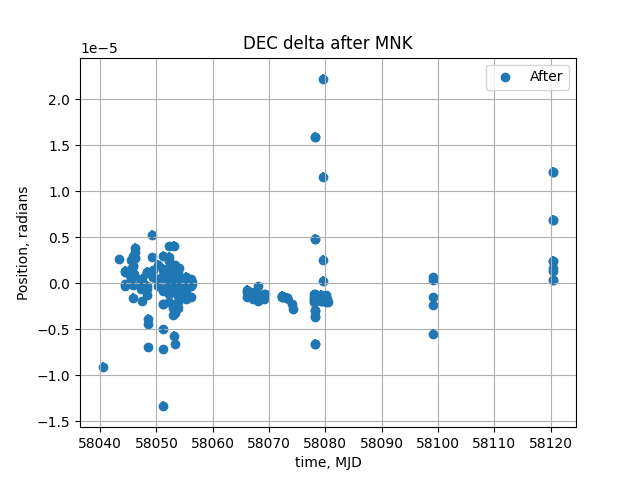 DEC delta after MNK
1e−5
After
2.0
1.5
1.0
0.5
0.0
−0.5
−1.0
−1.5
Position, radians
58040 58050 58060 58070 58080 58090 58100 58110 58120
time, MJD